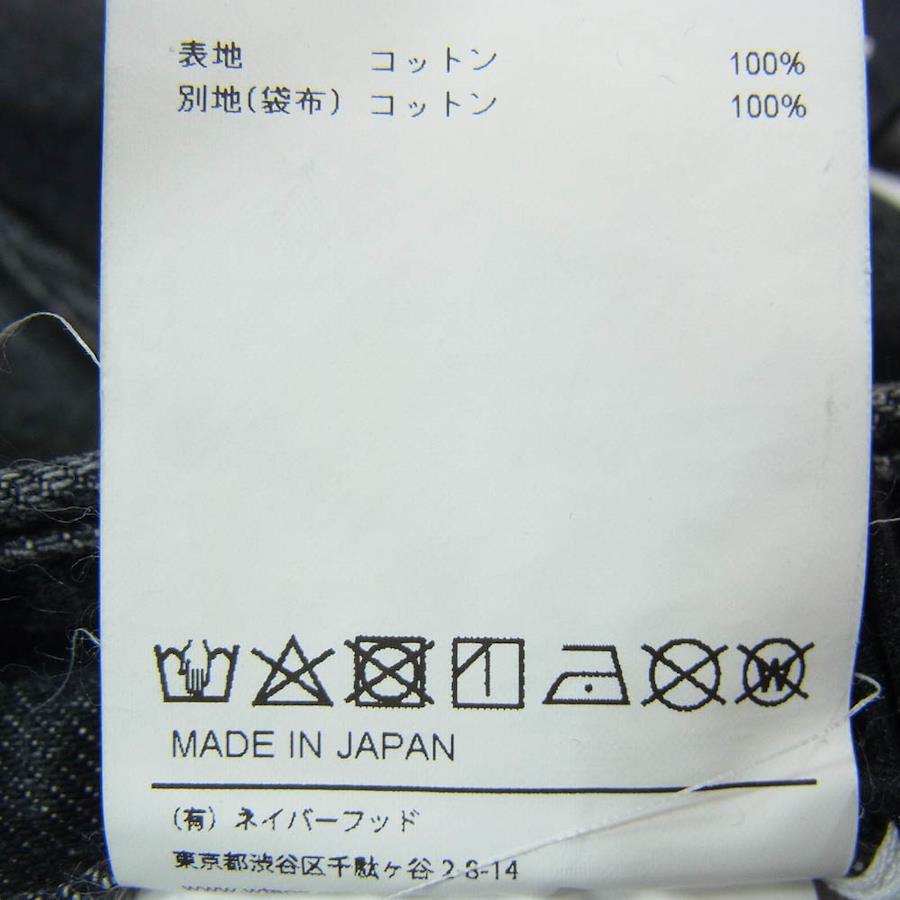 表地 コットン 100%
別地(袋布) コットン 100%
MADE IN JAPAN
(有) ネイバーフッド
東京都渋谷区千駄ヶ谷 2-8-14